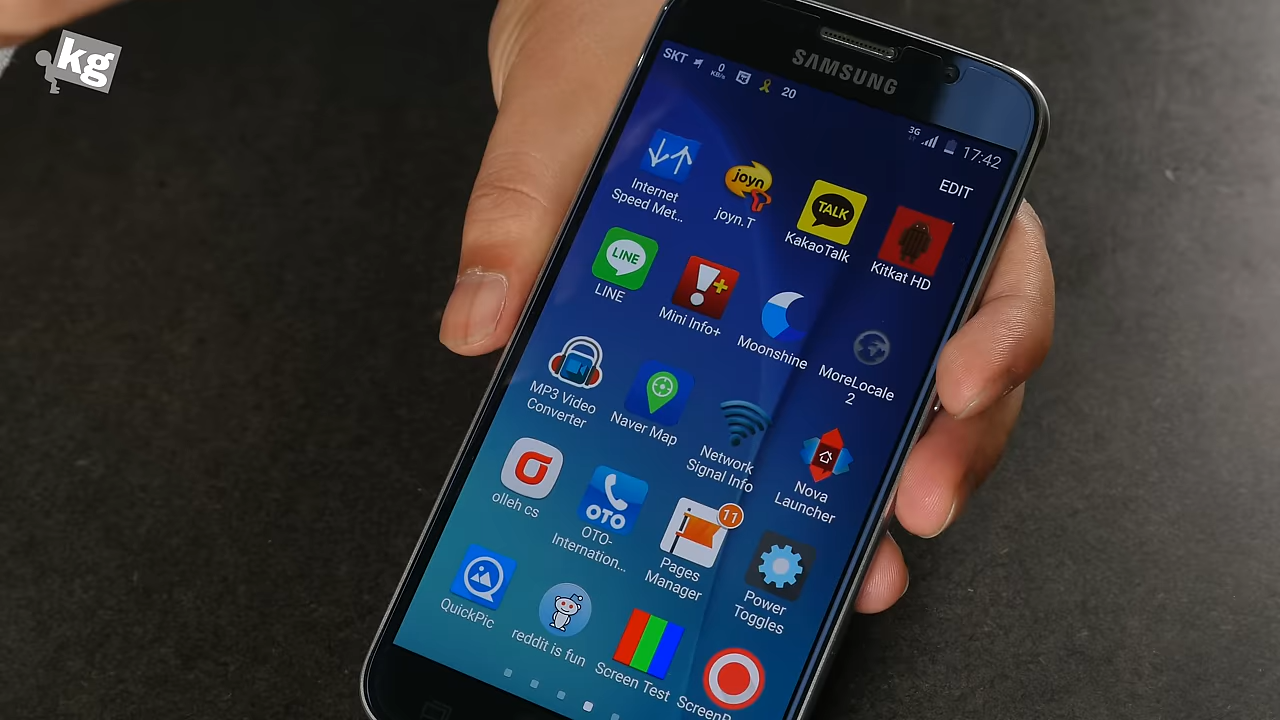 kg
SAMSUNG
SKT
0
KB/s
20
3G
17:42
EDIT
Internet
Speed Met...
joyn
joyn.T
TALK
KakaoTalk
Kitkat HD
LINE
LINE
Mini Info+
Moonshine
MoreLocale
2
MP3 Video
Converter
Naver Map
Network
Signal Info
Nova
Launcher
olleh cs
OTO
OTO-
Internation...
11
Pages
Manager
Power
Toggles
QuickPic
reddit is fun
Screen Test